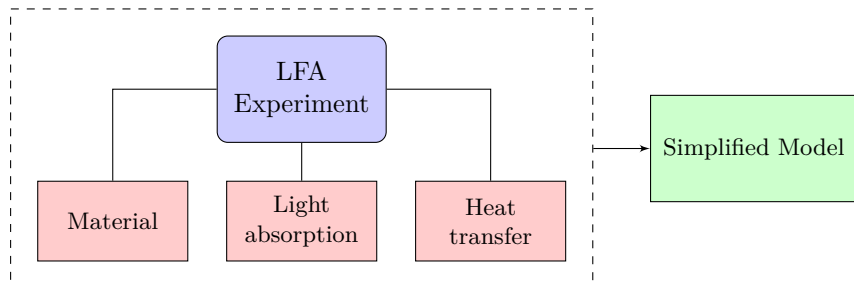 LFA
Experiment
Simplified Model
Material
Light
absorption
Heat
transfer